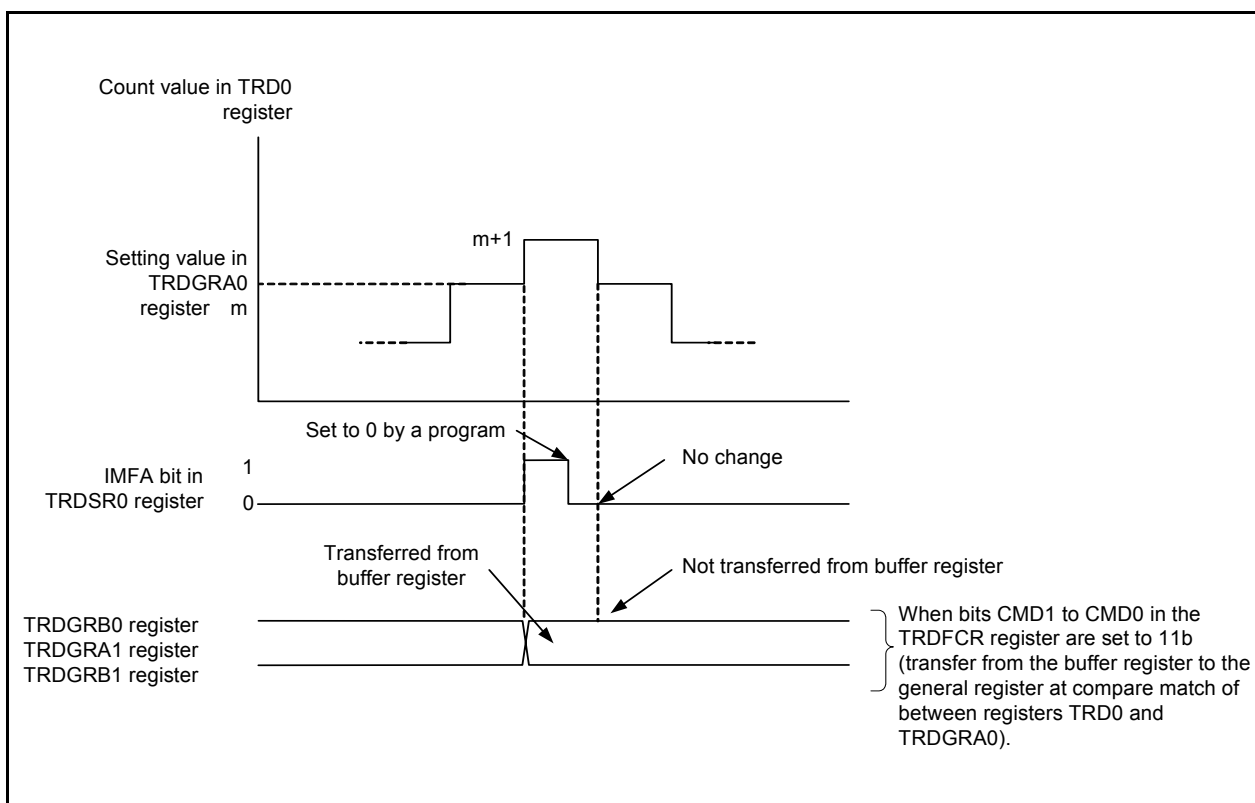 Count value in TRD0
register
m+1
Setting value in
TRDGRA0
register m
Set to 0 by a program
No change
IMFA bit in
TRDSR0 register
1
0
Transferred from
buffer register
Not transferred from buffer register
TRDGRB0 register
TRDGRA1 register
TRDGRB1 register
When bits CMD1 to CMD0 in the
TRDFCR register are set to 11b
(transfer from the buffer register to the
general register at compare match of
between registers TRD0 and
TRDGRA0).